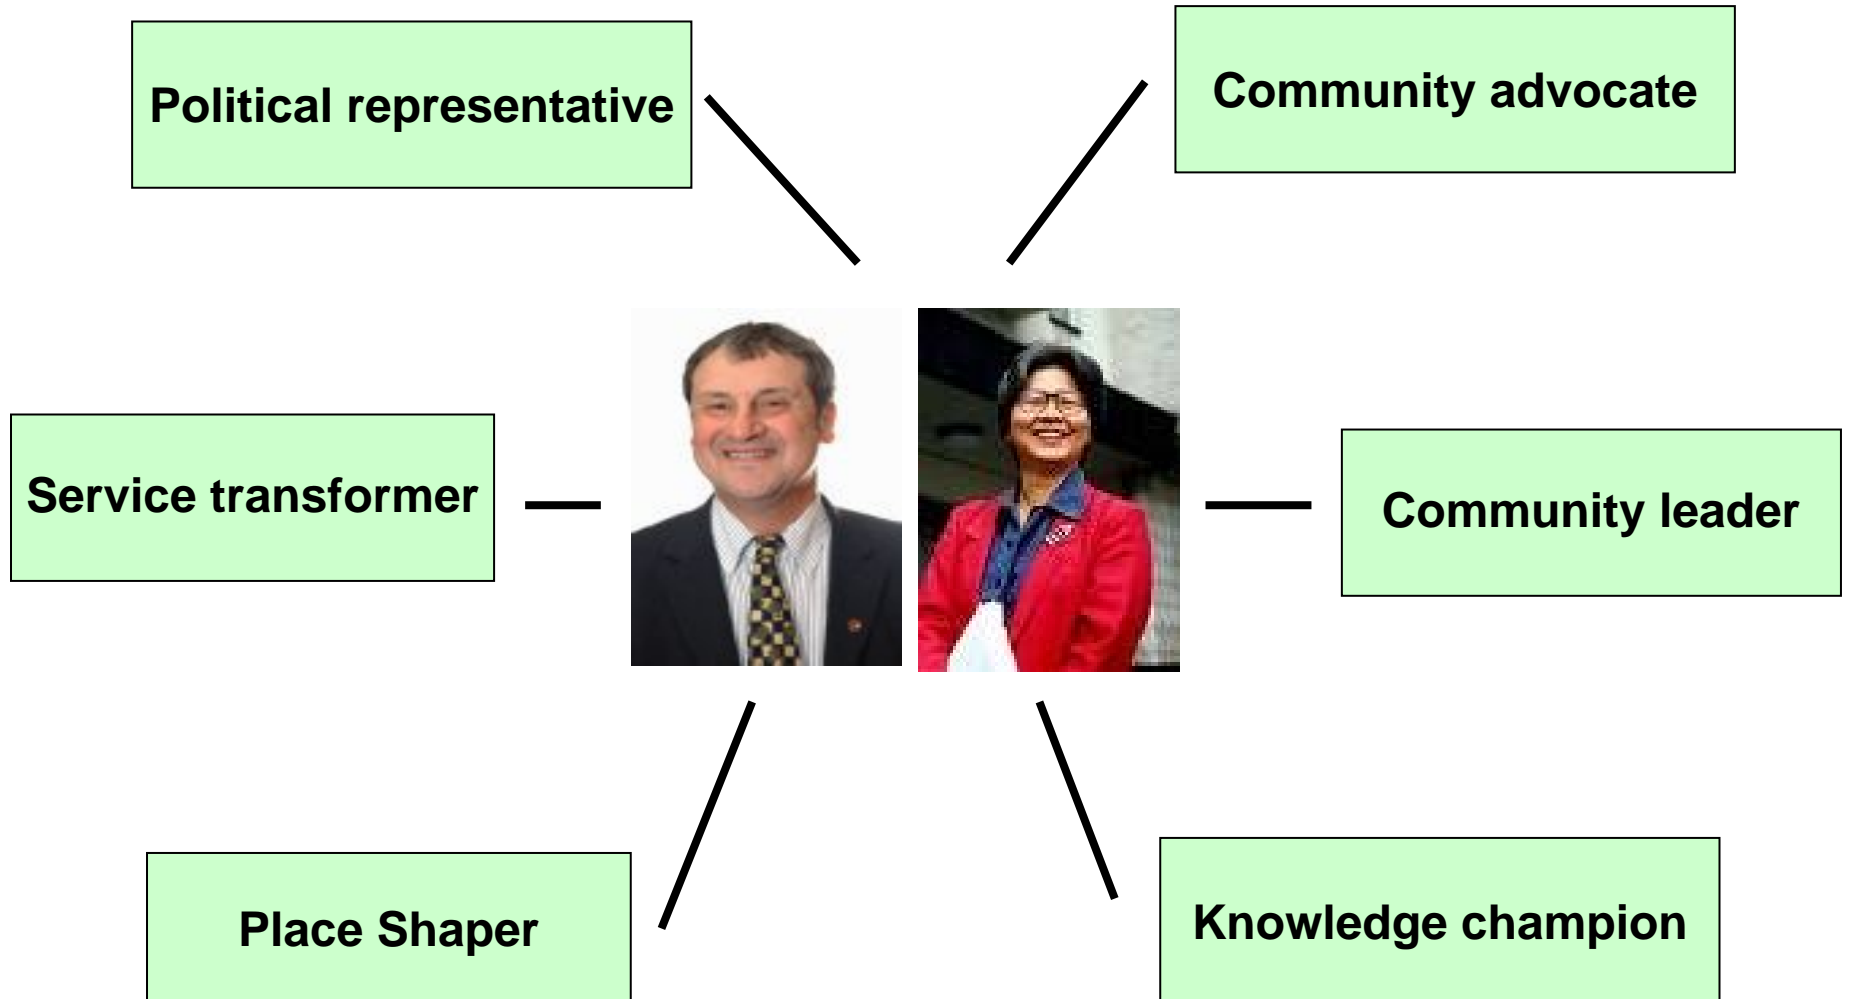 Political representative
Community advocate
Service transformer
Community leader
Place Shaper
Knowledge champion